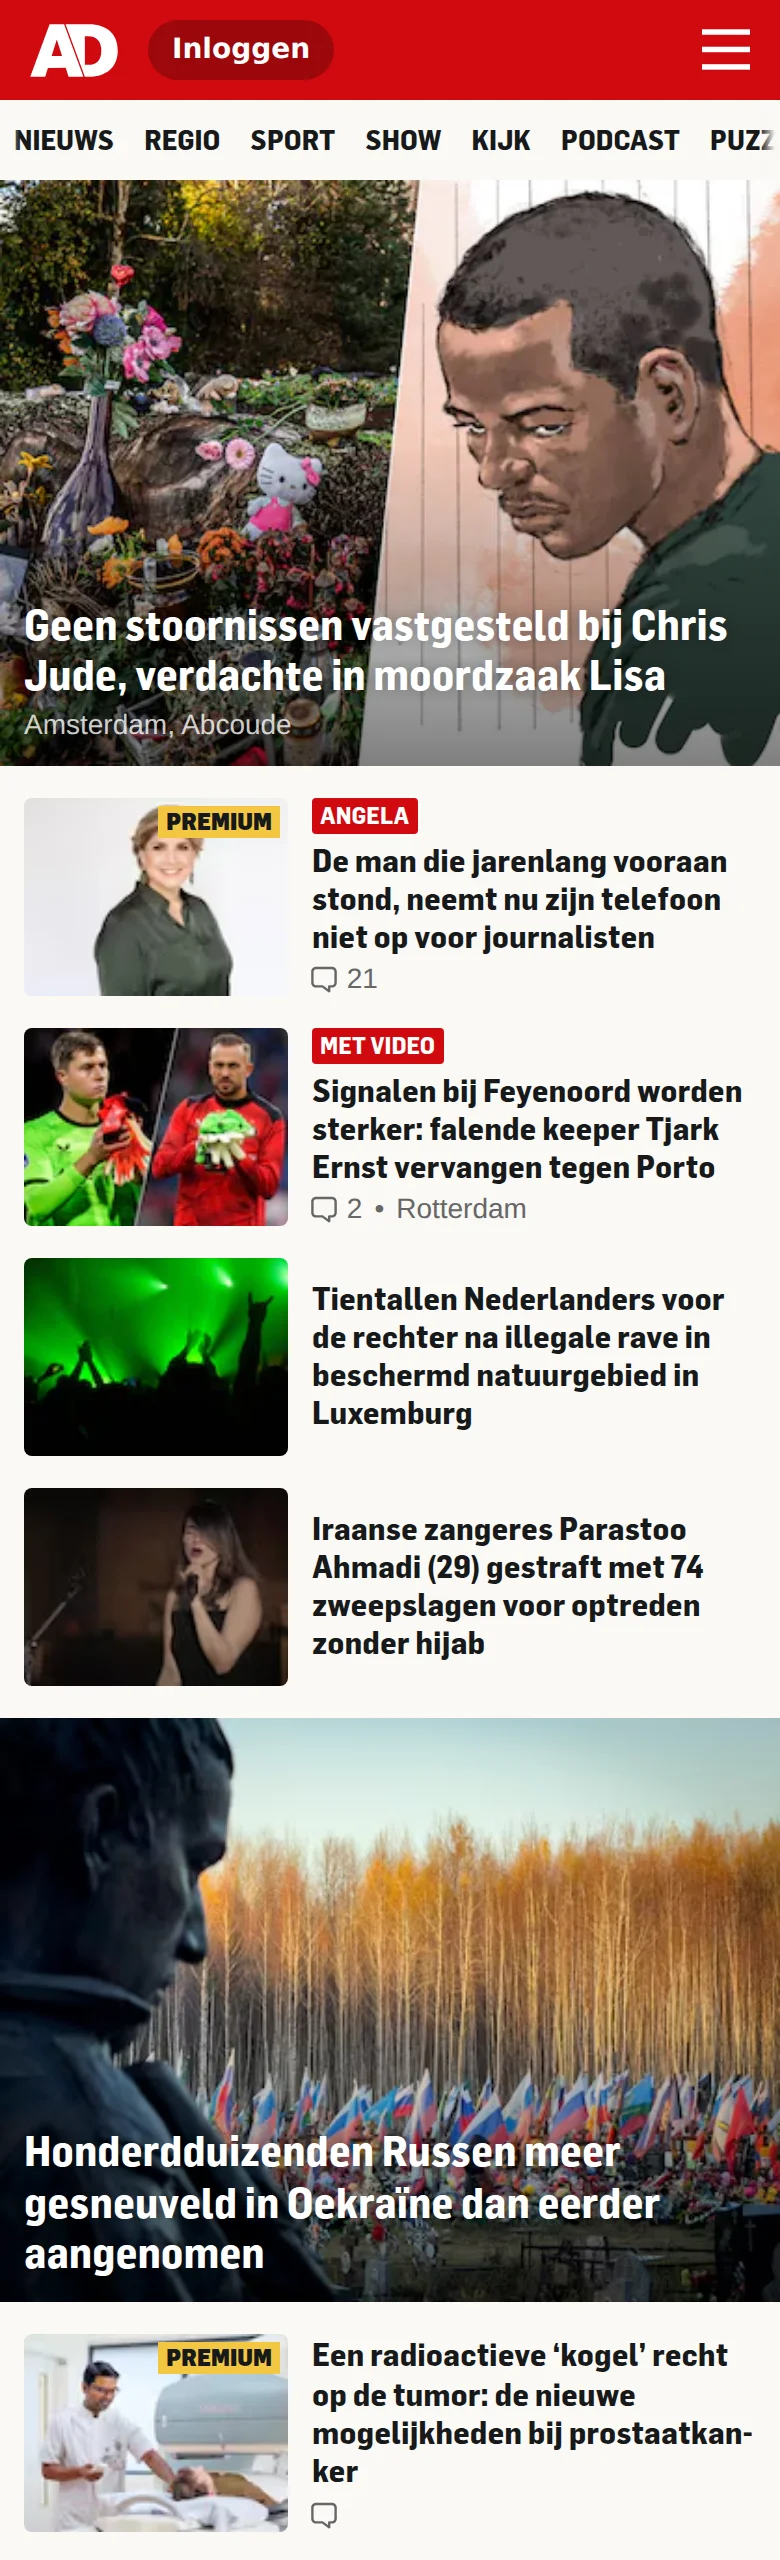 AD
Inloggen
NIEUWS REGIO SPORT SHOW KIJK PODCAST PUZZ
Geen stoornissen vastgesteld bij Chris
Jude, verdachte in moordzaak Lisa
Amsterdam, Abcoude
PREMIUM
ANGELA
De man die jarenlang vooraan
stond, neemt nu zijn telefoon
niet op voor journalisten
21
MET VIDEO
Signalen bij Feyenoord worden
sterker: falende keeper Tjark
Ernst vervangen tegen Porto
2 • Rotterdam
Tientallen Nederlanders voor
de rechter na illegale rave in
beschermd natuurgebied in
Luxemburg
Iraanse zangeres Parastoo
Ahmadi (29) gestraft met 74
zweepslagen voor optreden
zonder hijab
Honderdduizenden Russen meer
gesneuveld in Oekraïne dan eerder
aangenomen
PREMIUM
Een radioactieve ‘kogel’ recht
op de tumor: de nieuwe
mogelijkheden bij prostaatkan-
ker